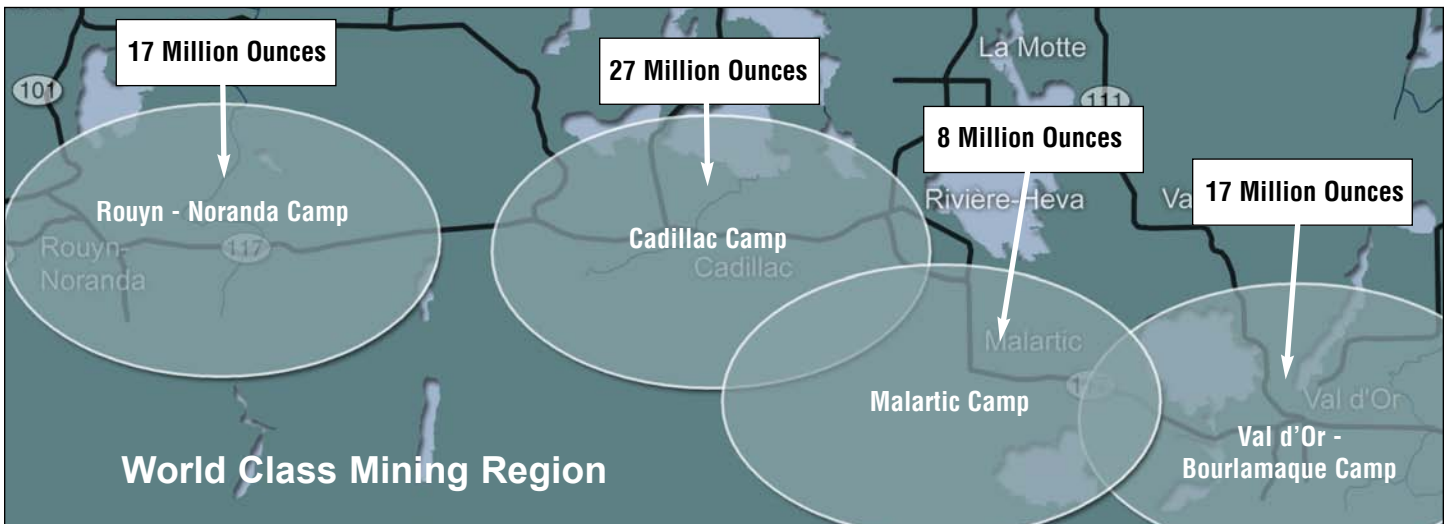 17 Million Ounces
27 Million Ounces
La Motte
101
111
8 Million Ounces
17 Million Ounces
Rivière-Heva
Va
Rouyn - Noranda Camp
Cadillac Camp
Rouyn-
Noranda
117
Cadillac
Malartic
Malartic Camp
Val d'Or
Val d’Or -
Bourlamaque Camp
World Class Mining Region